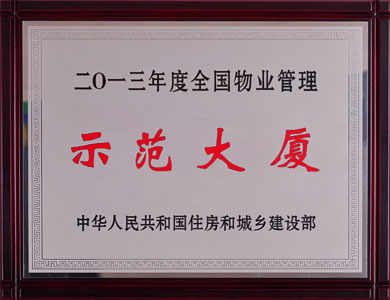 二〇一三年度全国物业管理
示范大厦
中华人民共和国住房和城乡建设部